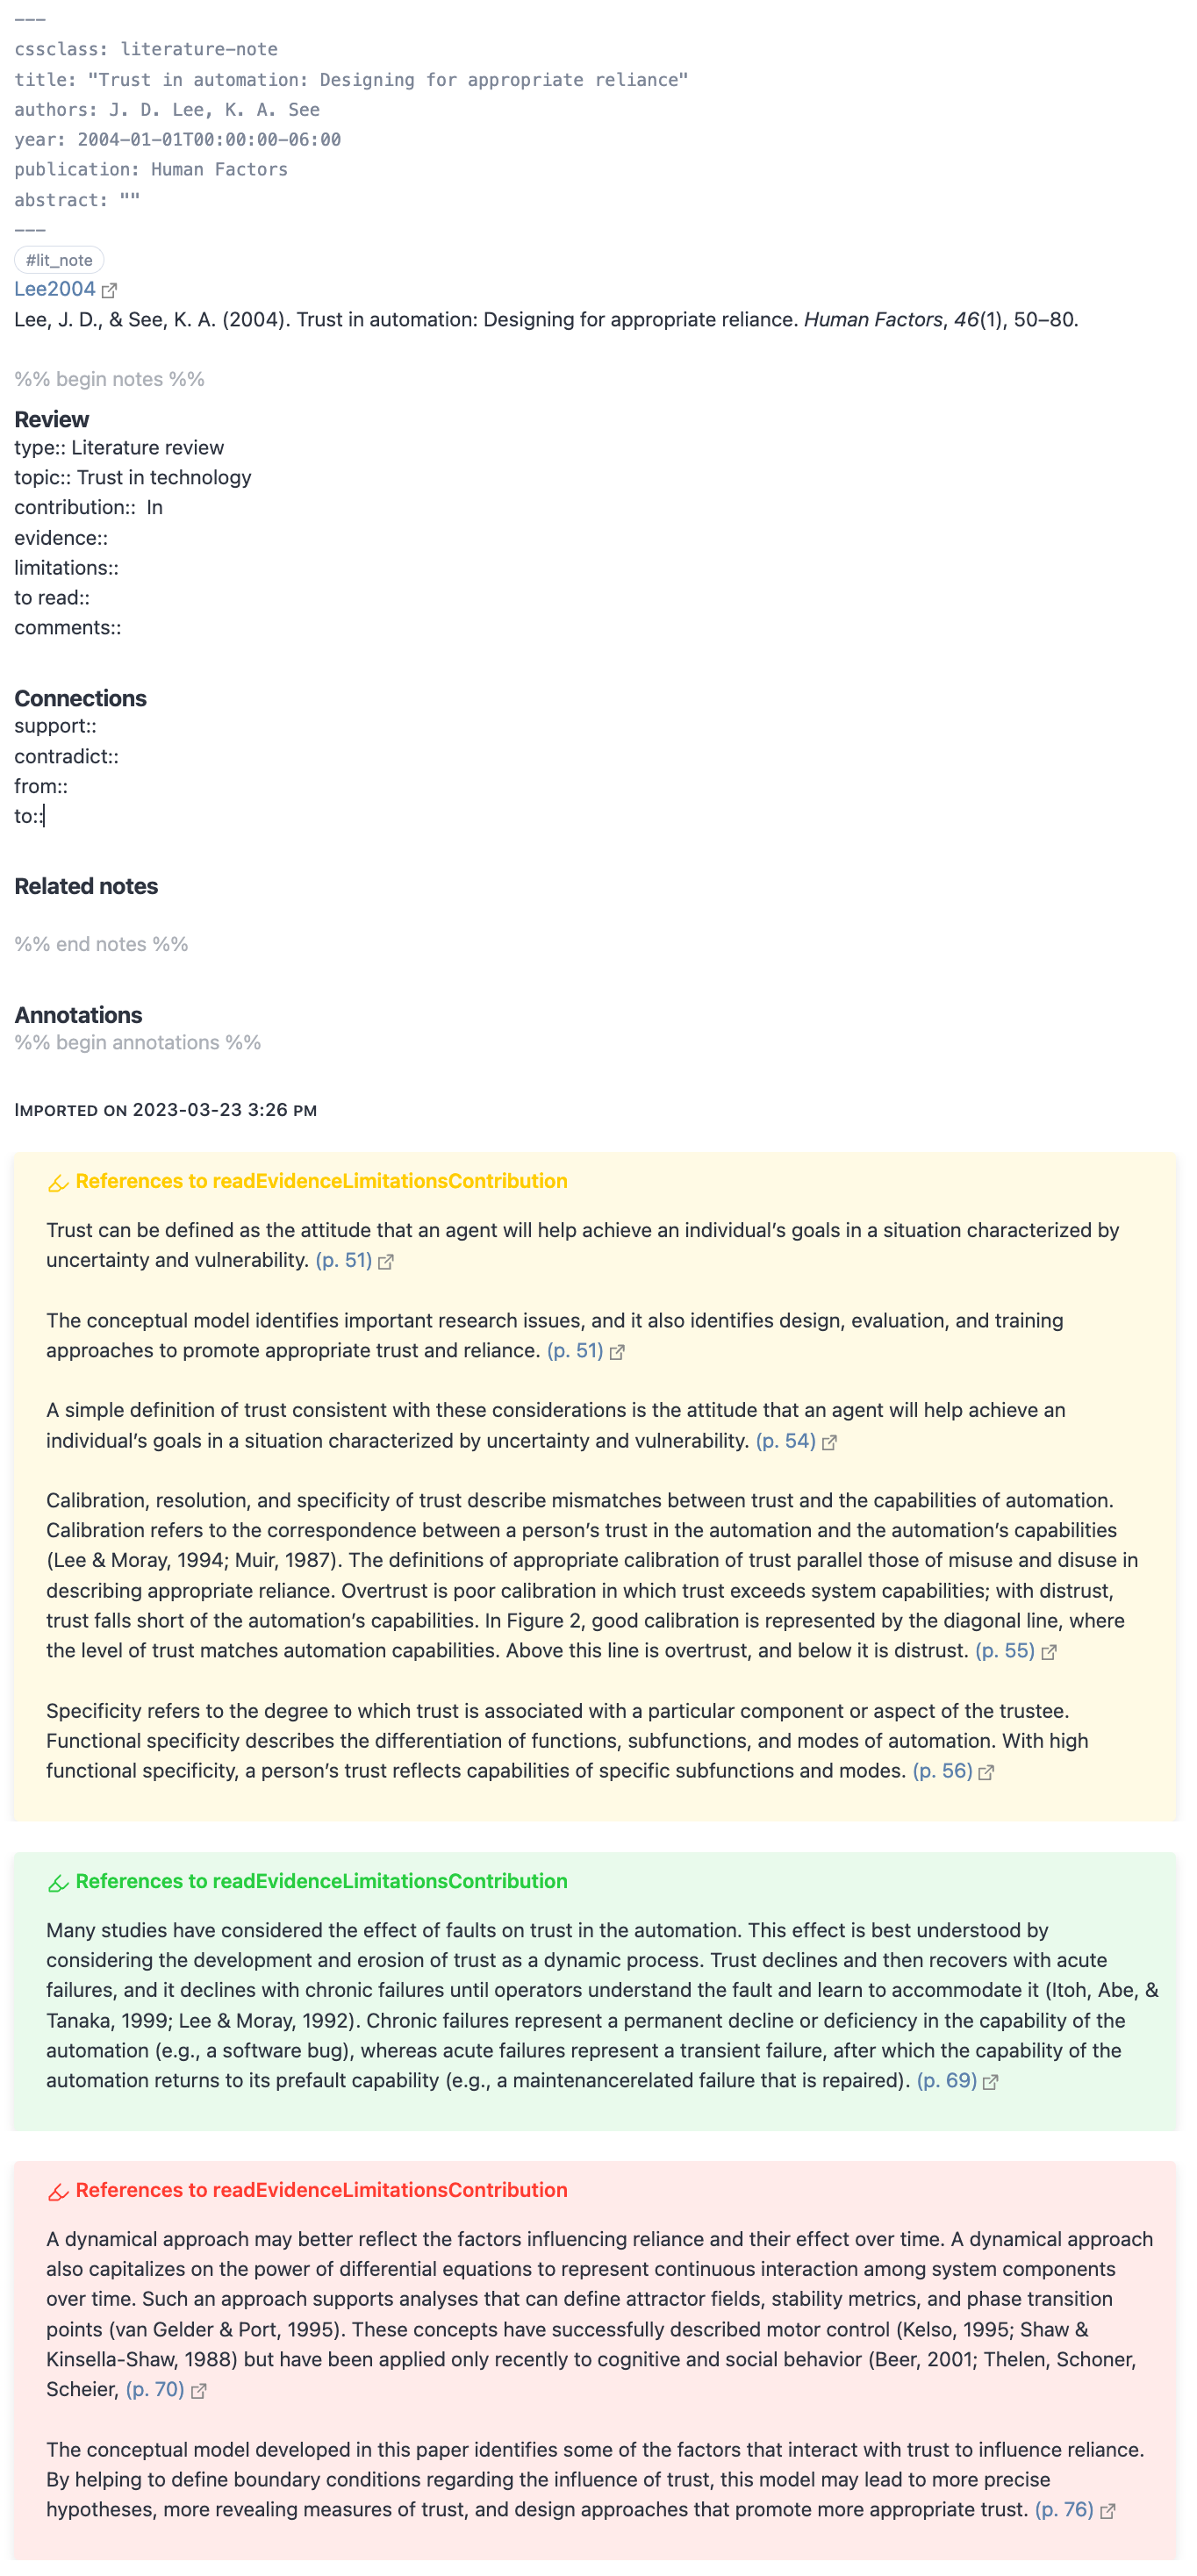 ---
cssclass: literature-note
title: "Trust in automation: Designing for appropriate reliance"
authors: J. D. Lee, K. A. See
year: 2004-01-01T00:00:00-06:00
publication: Human Factors
abstract: ""
---
#lit_note
Lee2004
Lee, J. D., & See, K. A. (2004). Trust in automation: Designing for appropriate reliance. Human Factors, 46(1), 50–80.
%% begin notes %%
Review
type:: Literature review
topic:: Trust in technology
contribution:: In
evidence::
limitations::
to read::
comments::
Connections
support::
contradict::
from::
to::
Related notes
%% end notes %%
Annotations
%% begin annotations %%
IMPORTED ON 2023-03-23 3:26 PM
References to readEvidenceLimitationsContribution
Trust can be defined as the attitude that an agent will help achieve an individual’s goals in a situation characterized by
uncertainty and vulnerability. (p. 51)
The conceptual model identifies important research issues, and it also identifies design, evaluation, and training
approaches to promote appropriate trust and reliance. (p. 51)
A simple definition of trust consistent with these considerations is the attitude that an agent will help achieve an
individual’s goals in a situation characterized by uncertainty and vulnerability. (p. 54)
Calibration, resolution, and specificity of trust describe mismatches between trust and the capabilities of automation.
Calibration refers to the correspondence between a person’s trust in the automation and the automation’s capabilities
(Lee & Moray, 1994; Muir, 1987). The definitions of appropriate calibration of trust parallel those of misuse and disuse in
describing appropriate reliance. Overtrust is poor calibration in which trust exceeds system capabilities; with distrust,
trust falls short of the automation’s capabilities. In Figure 2, good calibration is represented by the diagonal line, where
the level of trust matches automation capabilities. Above this line is overtrust, and below it is distrust. (p. 55)
Specificity refers to the degree to which trust is associated with a particular component or aspect of the trustee.
Functional specificity describes the differentiation of functions, subfunctions, and modes of automation. With high
functional specificity, a person’s trust reflects capabilities of specific subfunctions and modes. (p. 56)
References to readEvidenceLimitationsContribution
Many studies have considered the effect of faults on trust in the automation. This effect is best understood by
considering the development and erosion of trust as a dynamic process. Trust declines and then recovers with acute
failures, and it declines with chronic failures until operators understand the fault and learn to accommodate it (Itoh, Abe, &
Tanaka, 1999; Lee & Moray, 1992). Chronic failures represent a permanent decline or deficiency in the capability of the
automation (e.g., a software bug), whereas acute failures represent a transient failure, after which the capability of the
automation returns to its prefault capability (e.g., a maintenancerelated failure that is repaired). (p. 69)
References to readEvidenceLimitationsContribution
A dynamical approach may better reflect the factors influencing reliance and their effect over time. A dynamical approach
also capitalizes on the power of differential equations to represent continuous interaction among system components
over time. Such an approach supports analyses that can define attractor fields, stability metrics, and phase transition
points (van Gelder & Port, 1995). These concepts have successfully described motor control (Kelso, 1995; Shaw &
Kinsella-Shaw, 1988) but have been applied only recently to cognitive and social behavior (Beer, 2001; Thelen, Schoner,
Scheier, (p. 70)
The conceptual model developed in this paper identifies some of the factors that interact with trust to influence reliance.
By helping to define boundary conditions regarding the influence of trust, this model may lead to more precise
hypotheses, more revealing measures of trust, and design approaches that promote more appropriate trust. (p. 76)